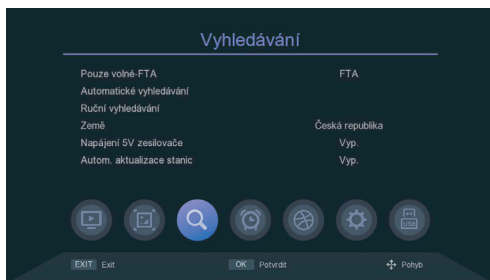 Vyhledávání
Pouze volné-FTA FTA
Automatické vyhledávání
Ruční vyhledávání
Země Česká republika
Napájení 5V zesilovače Vyp.
Autom. aktualizace stanic Vyp.
USB
EXIT Exit OK Potvrdit Pohyb